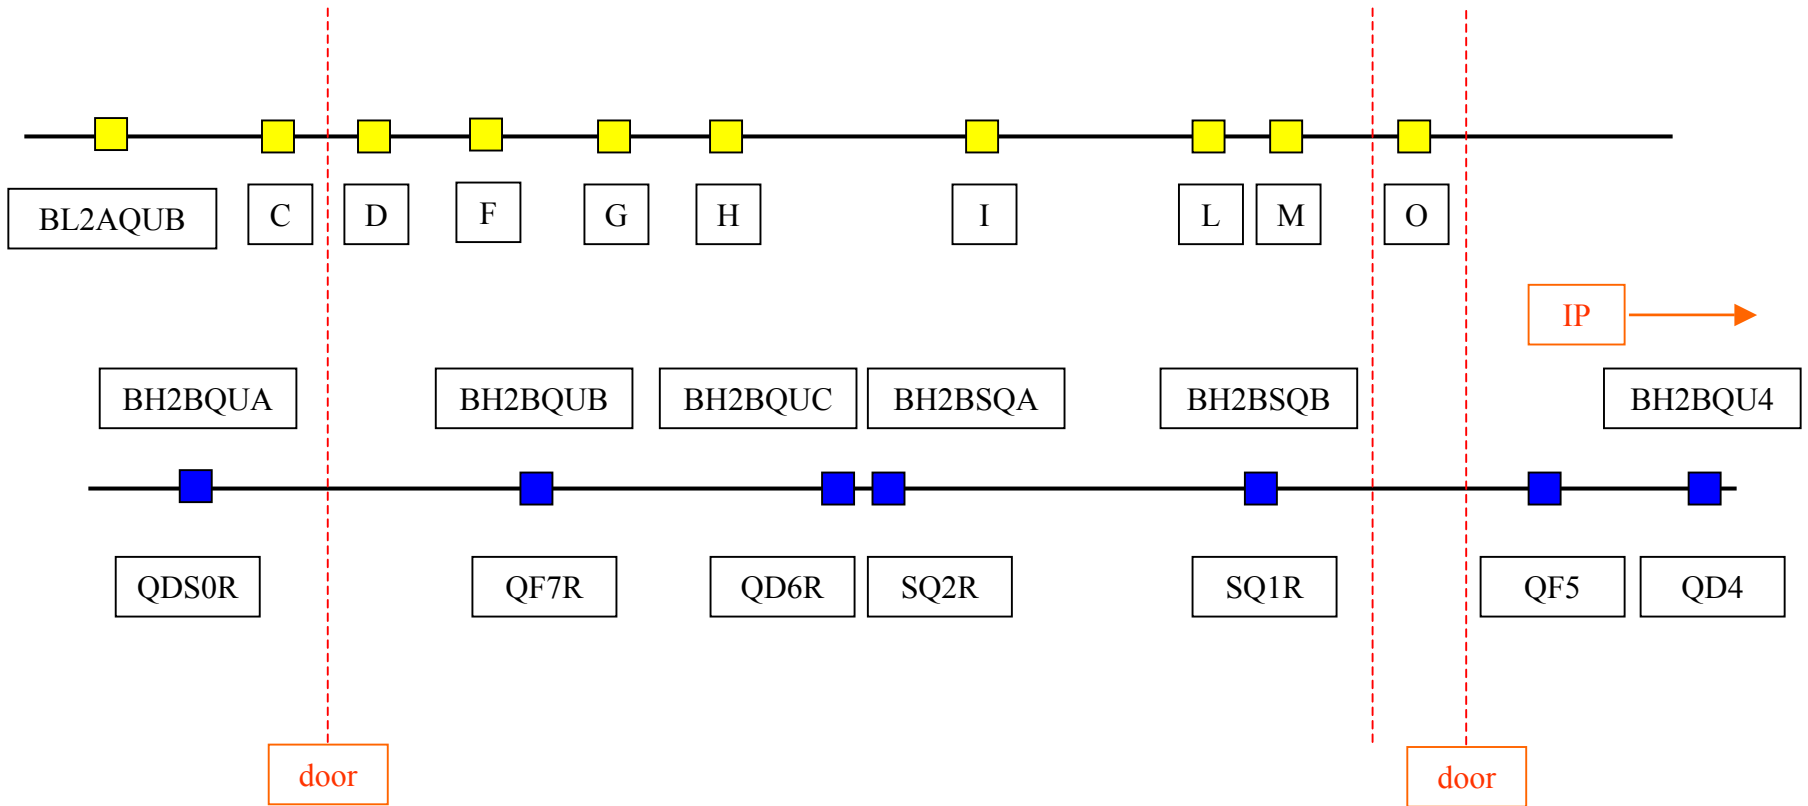 BL2AQUB
C
D
F
G
H
I
L
M
O
IP
BH2BQUA
BH2BQUB
BH2BQUC
BH2BSQA
BH2BSQB
BH2BQU4
QDS0R
QF7R
QD6R
SQ2R
SQ1R
QF5
QD4
door
door